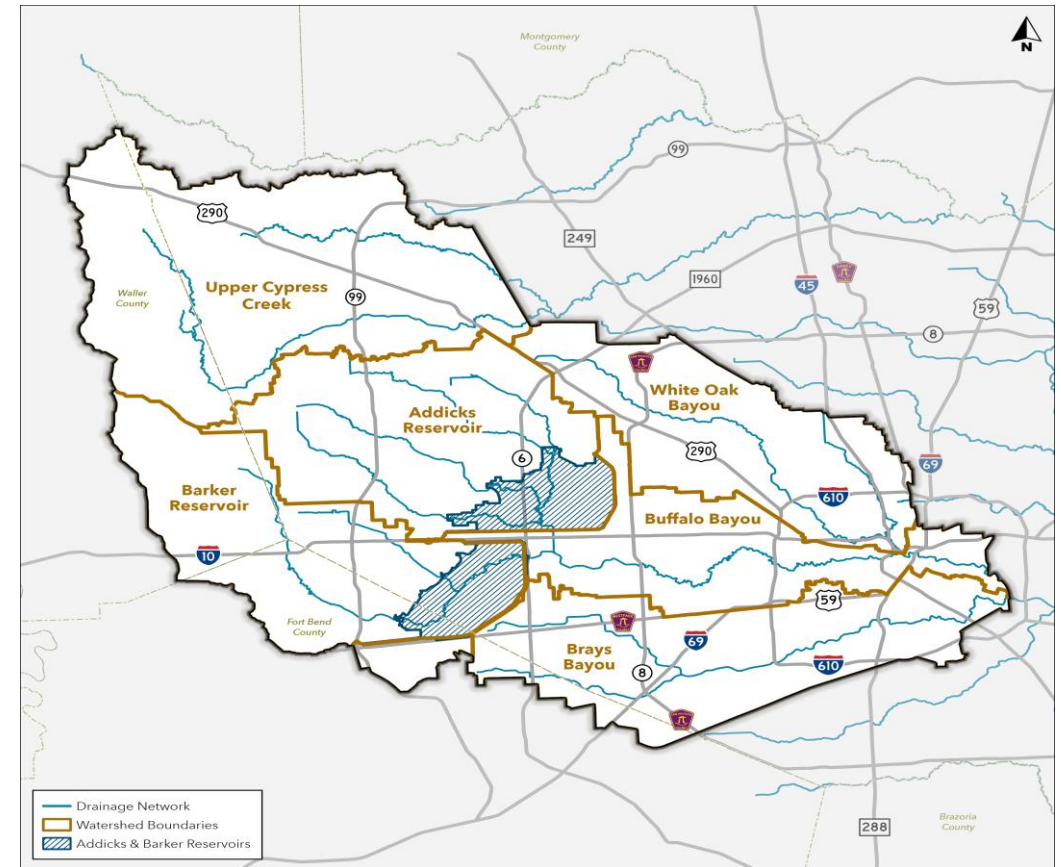 Montgomery
County
N
99
290
249
1960
45
59
Waller
County
Upper Cypress
Creek
99
8
White Oak
Bayou
Addicks
Reservoir
6
290
69
Barker
Reservoir
610
Buffalo Bayou
10
59
Fort Bend
County
69
Brays
Bayou
610
8
288
Brazoria
County
Drainage Network
Watershed Boundaries
Addicks & Barker Reservoirs